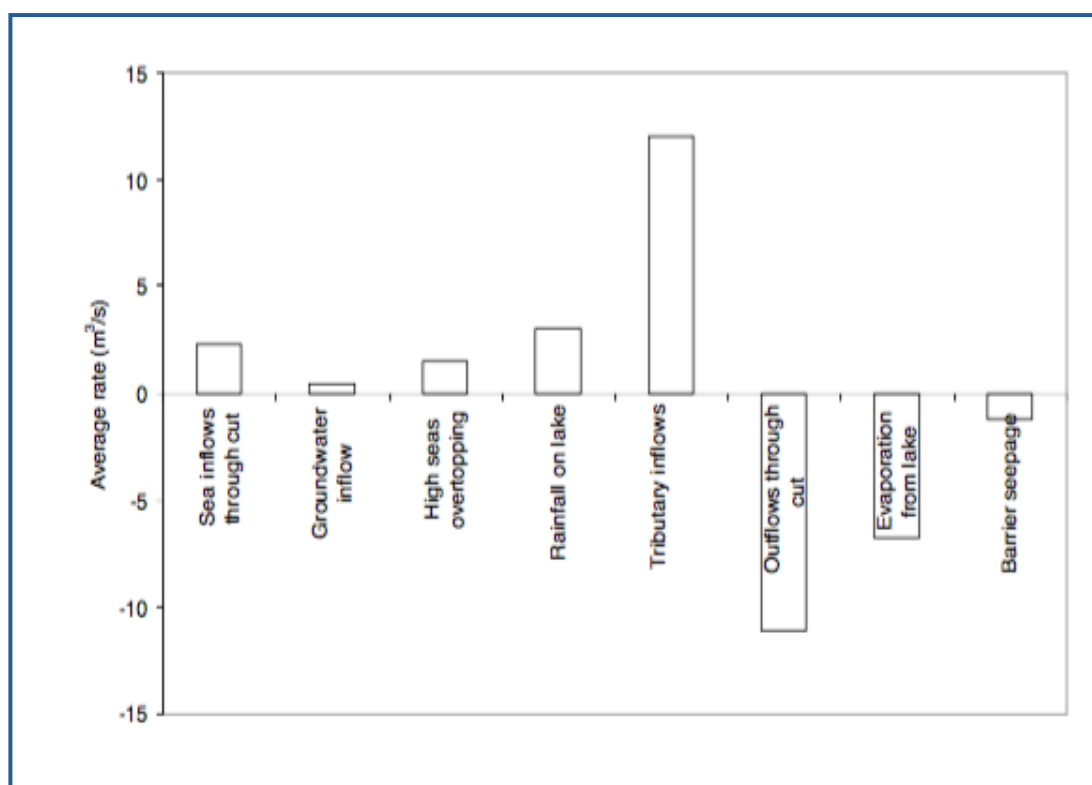 15
10
5
0
-5
-10
-15
Average rate (m³/s)
Sea inflows
through cut
Groundwater
inflow
High seas
overtopping
Rainfall on lake
Tributary inflows
Outflows through
cut
Evaporation
from lake
Barrier seepage